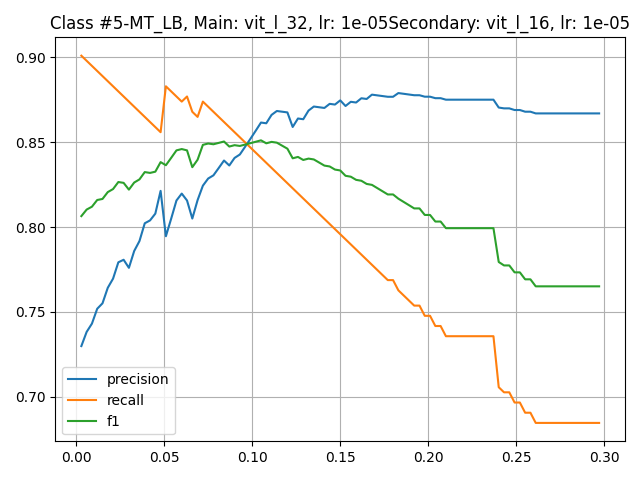 Class #5-MT_LB, Main: vit_l_32, lr: 1e-05Secondary: vit_l_16, lr: 1e-05
0.90
0.85
0.80
0.75
0.70
precision
recall
f1
0.00 0.05 0.10 0.15 0.20 0.25 0.30